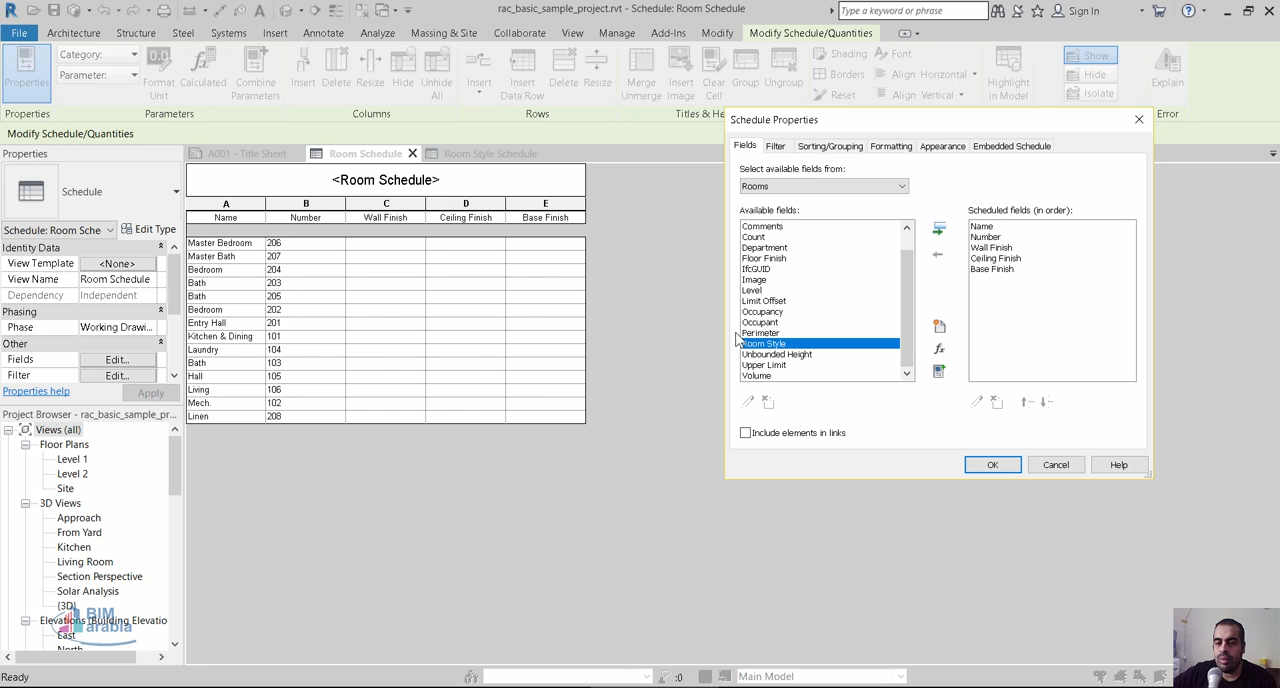 rac_basic_sample_project.rvt - Schedule: Room Schedule
Type a keyword or phrase
Sign In
File Architecture Structure Steel Systems Insert Annotate Analyze Massing & Site Collaborate View Manage Add-Ins Modify Modify Schedule/Quantities
Properties
Category:
Parameter:
Format Unit
Calculated
Combine Parameters
Insert
Delete
Resize
Hide
Unhide All
Insert Data Row
Delete
Resize
Merge Unmerge
Insert Image
Clear Cell
Group
Ungroup
Shading
Borders
Reset
Font
Align Horizontal
Align Vertical
Highlight in Model
Show
Hide
Isolate
Explain
Properties Parameters Columns Rows Titles & He Error
Modify Schedule/Quantities
Properties
A001 - Title Sheet
Room Schedule
Room Style Schedule
Schedule
Schedule: Room Sche
Edit Type
Identity Data
View Template <None>
View Name Room Schedule
Dependency Independent
Phasing
Phase Working Drawi...
Other
Fields Edit...
Filter Edit...
Properties help
Apply
<Room Schedule>
A B C D E
Name Number Wall Finish Ceiling Finish Base Finish
Master Bedroom 206
Master Bath 207
Bedroom 204
Bath 203
Bath 205
Bedroom 202
Entry Hall 201
Kitchen & Dining 101
Laundry 104
Bath 103
Hall 105
Living 106
Mech. 102
Linen 208
Project Browser - rac_basic_sample_pr...
Views (all)
Floor Plans
Level 1
Level 2
Site
3D Views
Approach
From Yard
Kitchen
Living Room
Section Perspective
Solar Analysis
{3D}
Elevations (Building Elevatio
East
North
BIM
arabia
Schedule Properties
Fields Filter Sorting/Grouping Formatting Appearance Embedded Schedule
Select available fields from:
Rooms
Available fields:
Comments
Count
Department
Floor Finish
IfcGUID
Image
Level
Limit Offset
Occupancy
Occupant
Perimeter
Room Style
Unbounded Height
Upper Limit
Volume
Scheduled fields (in order):
Name
Number
Wall Finish
Ceiling Finish
Base Finish
fx
Include elements in links
OK Cancel Help
Ready
:0
Main Model